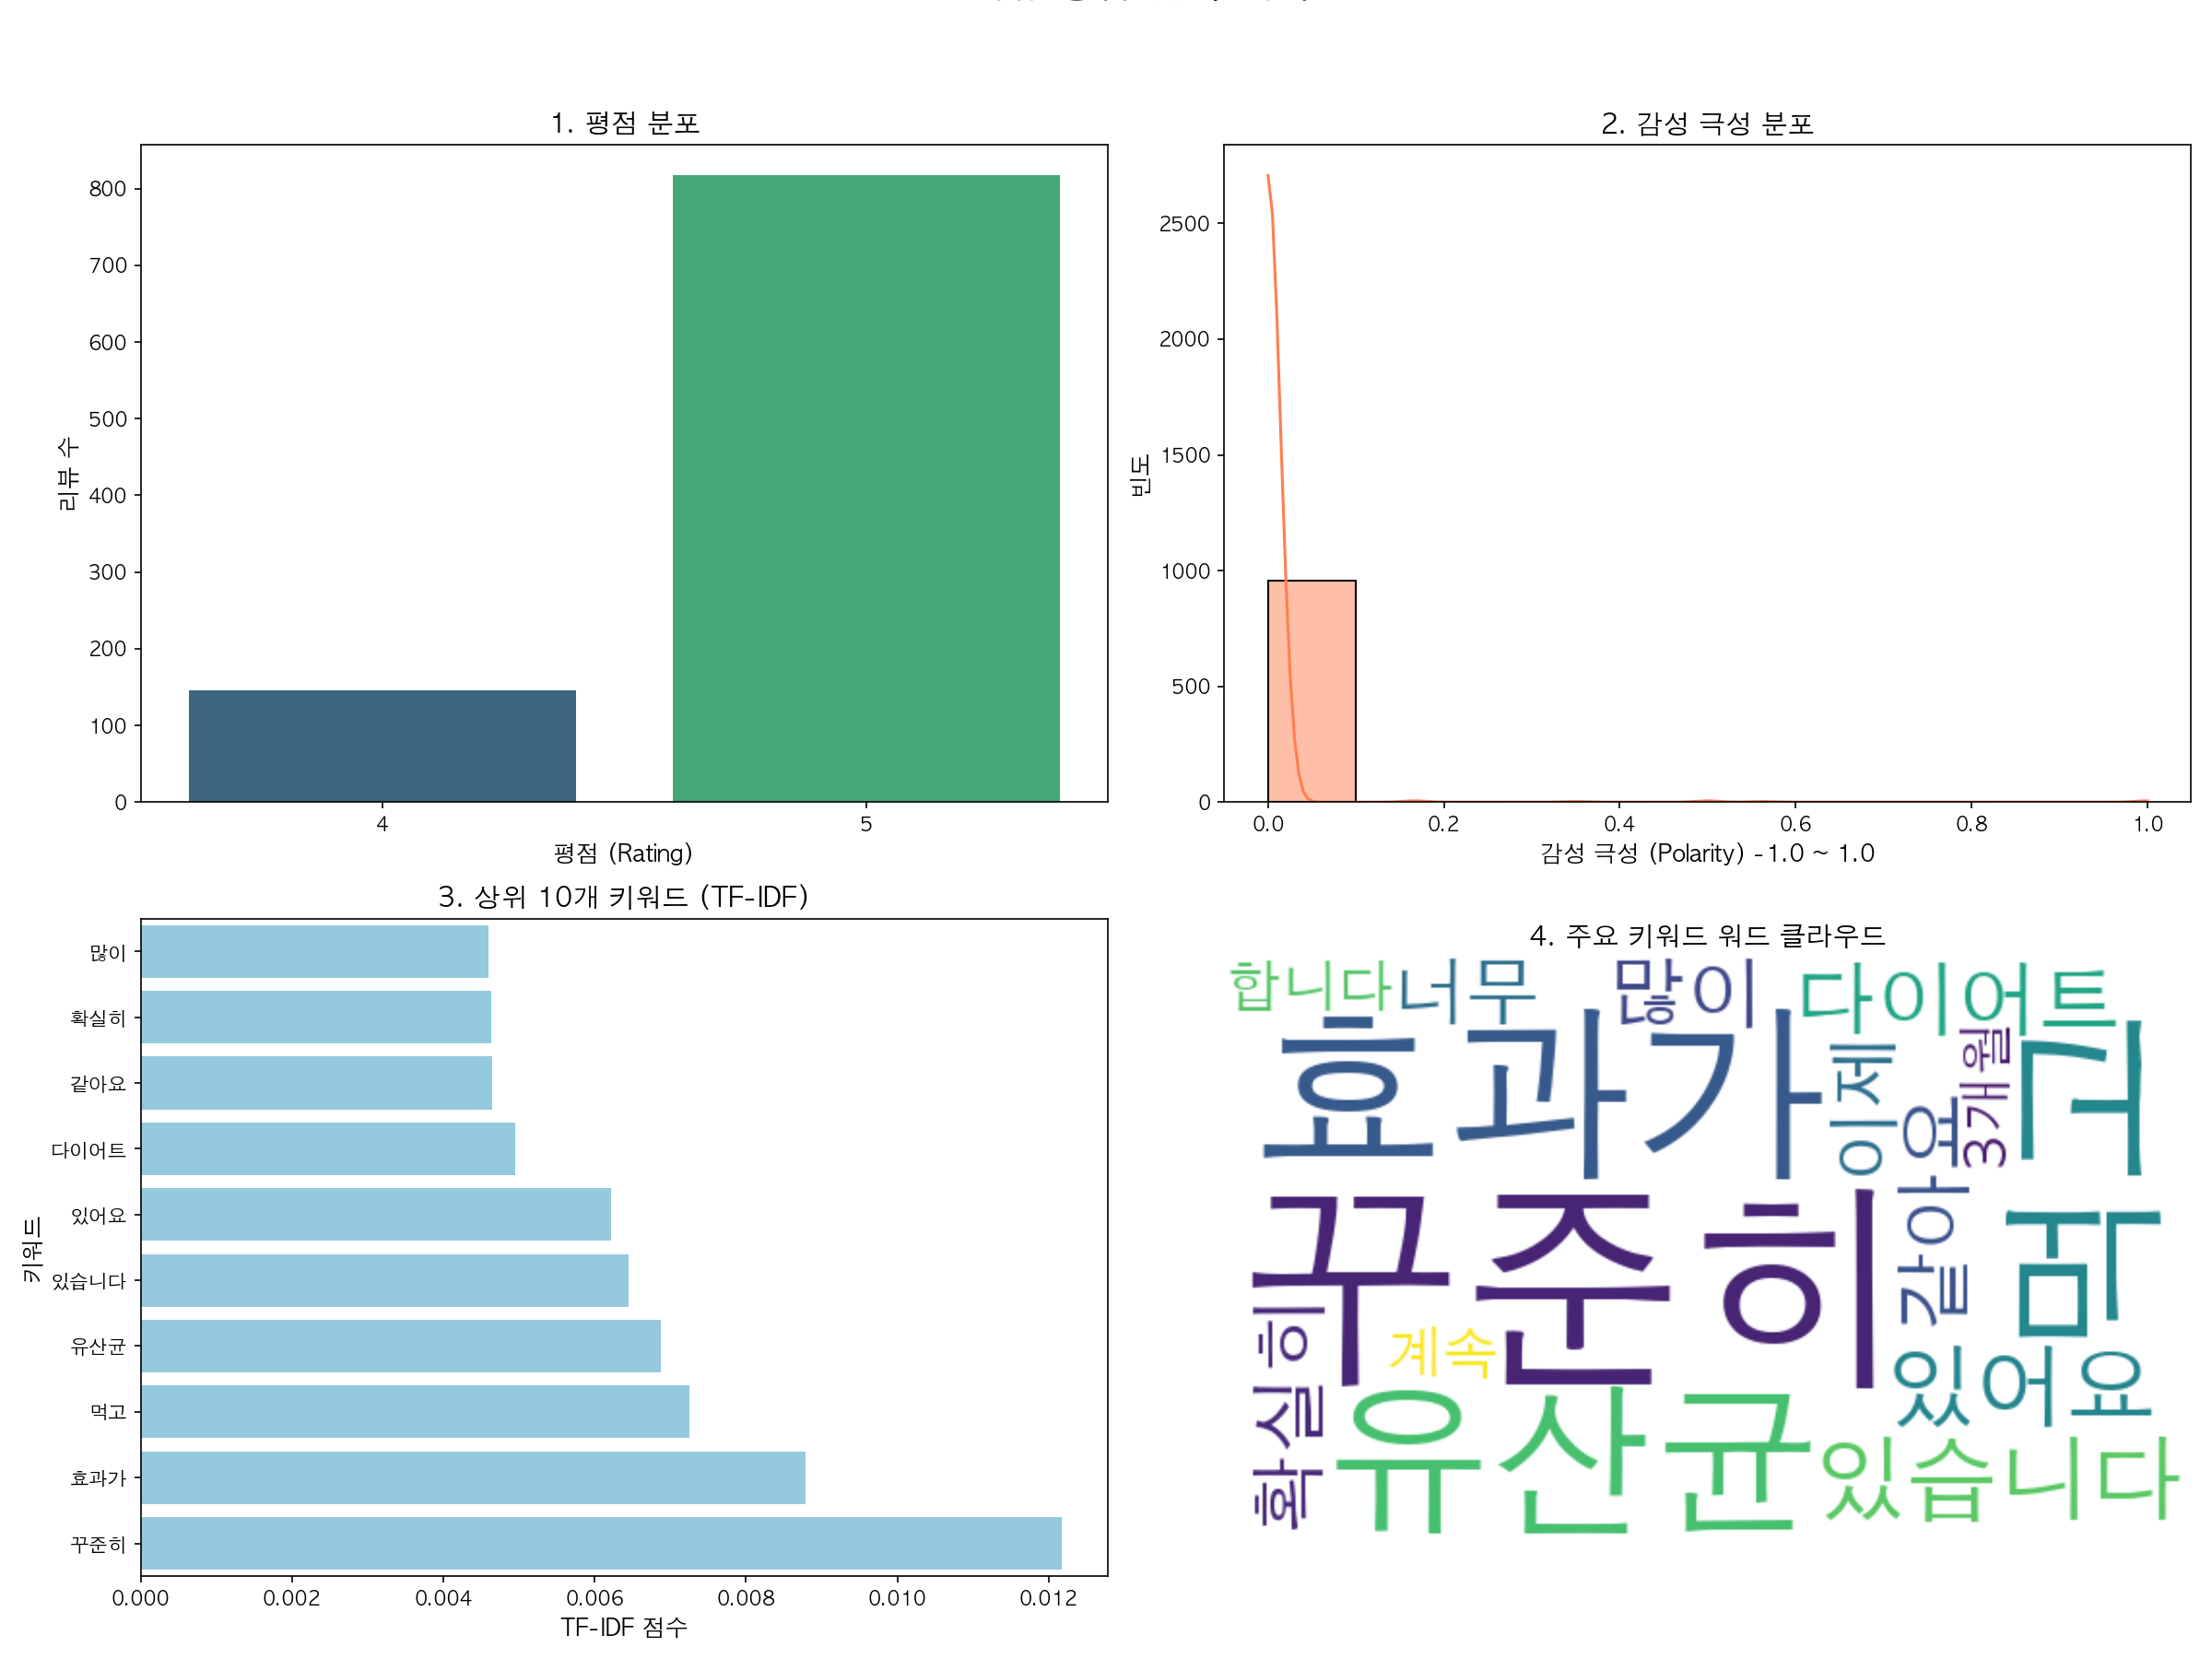 1. 평점 분포
800
700
600
500
400
300
200
100
0
리뷰 수
4
5
평점 (Rating)
2. 감성 극성 분포
2500
2000
1500
1000
500
0
빈도
0.0
0.2
0.4
0.6
0.8
1.0
감성 극성 (Polarity) -1.0 ~ 1.0
3. 상위 10개 키워드 (TF-IDF)
키워드
많이
확실히
같아요
다이어트
있어요
있습니다
유산균
먹고
효과가
꾸준히
0.000
0.002
0.004
0.006
0.008
0.010
0.012
TF-IDF 점수
4. 주요 키워드 워드 클라우드
합니다
너무
많이
다이어트
효과가
이제
3개월
먹고
같아요
꾸준히
확실히
계속
있어요
유산균
있습니다